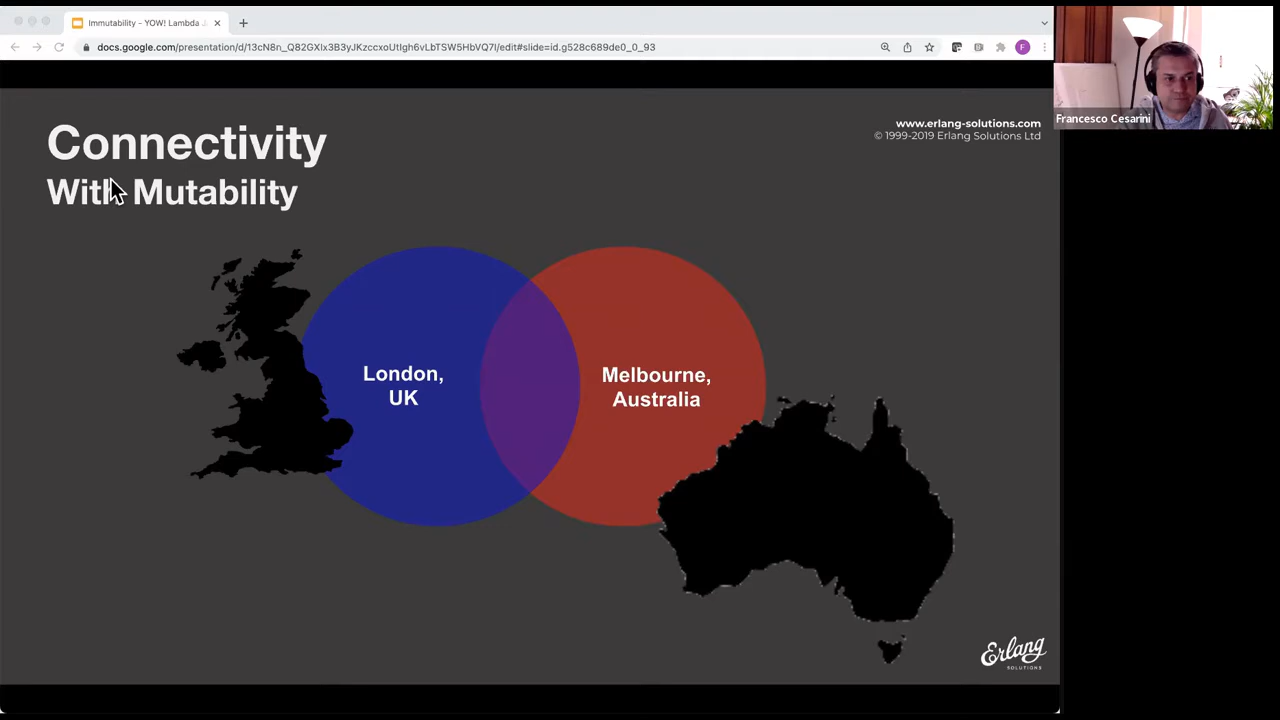 Immutability - YOW! Lambda
docs.google.com/presentation/d/13cN8n_Q82GXlx3B3yJKzccxoUtIgh6vLbTSW5HbVQ7I/edit#slide=id.g528c689de0_0_93
F
Francesco Cesarini
Connectivity
With Mutability
www.erlang-solutions.com
© 1999-2019 Erlang Solutions Ltd
London,
UK
Melbourne,
Australia
Erlang
SOLUTIONS